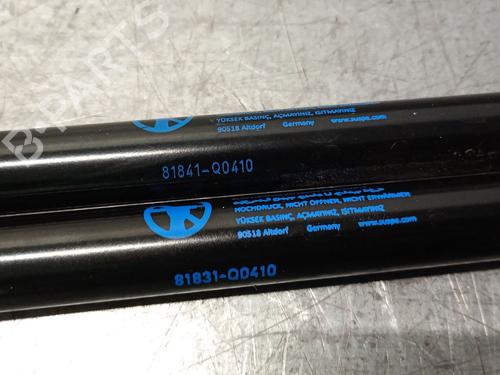 YÜKSEK BASINÇ, AÇMAYINIZ, ISITMAYINIZ
90518 Altdorf Germany www.suspa.com
81841-Q0410
HOCHDRUCK, NICHT ÖFFNEN, NICHT ERWÄRMEN
YÜKSEK BASINÇ, AÇMAYINIZ, ISITMAYINIZ
90518 Altdorf Germany www.suspa.com
81831-Q0410
B-PARTS